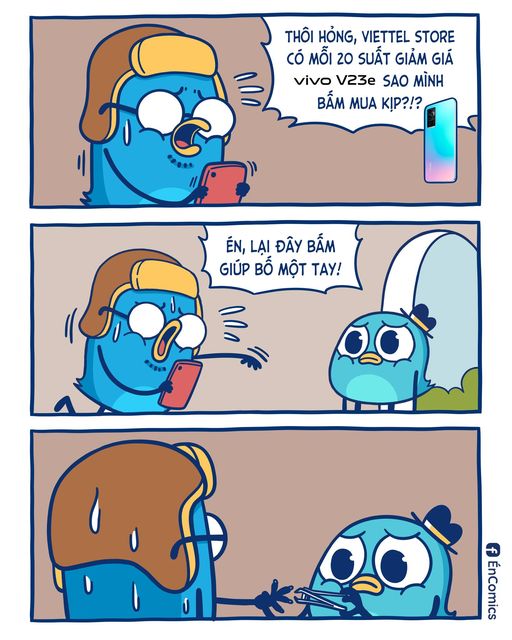 THÔI HỎNG, VIETTEL STORE
CÓ MỖI 20 SUẤT GIẢM GIÁ
vivo V23e SAO MÌNH
BẤM MUA KỊP?!?
ÉN, LẠI ĐÂY BẤM
GIÚP BỐ MỘT TAY!
ÉnComics